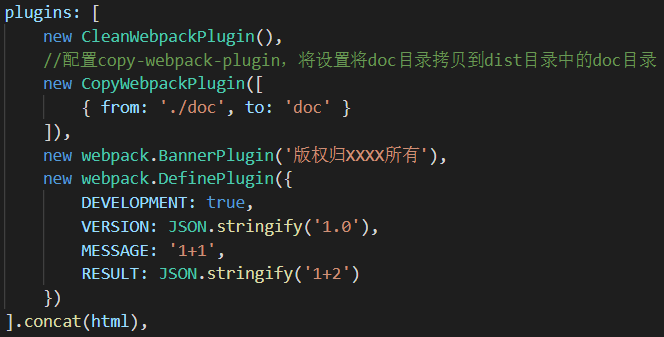 plugins: [
    new CleanWebpackPlugin(),
    //配置copy-webpack-plugin，将设置将doc目录拷贝到dist目录中的doc目录
    new CopyWebpackPlugin([
        { from: './doc', to: 'doc' }
    ]),
    new webpack.BannerPlugin('版权归XXXX所有'),
    new webpack.DefinePlugin({
        DEVELOPMENT: true,
        VERSION: JSON.stringify('1.0'),
        MESSAGE: '1+1',
        RESULT: JSON.stringify('1+2')
    })
].concat(html),